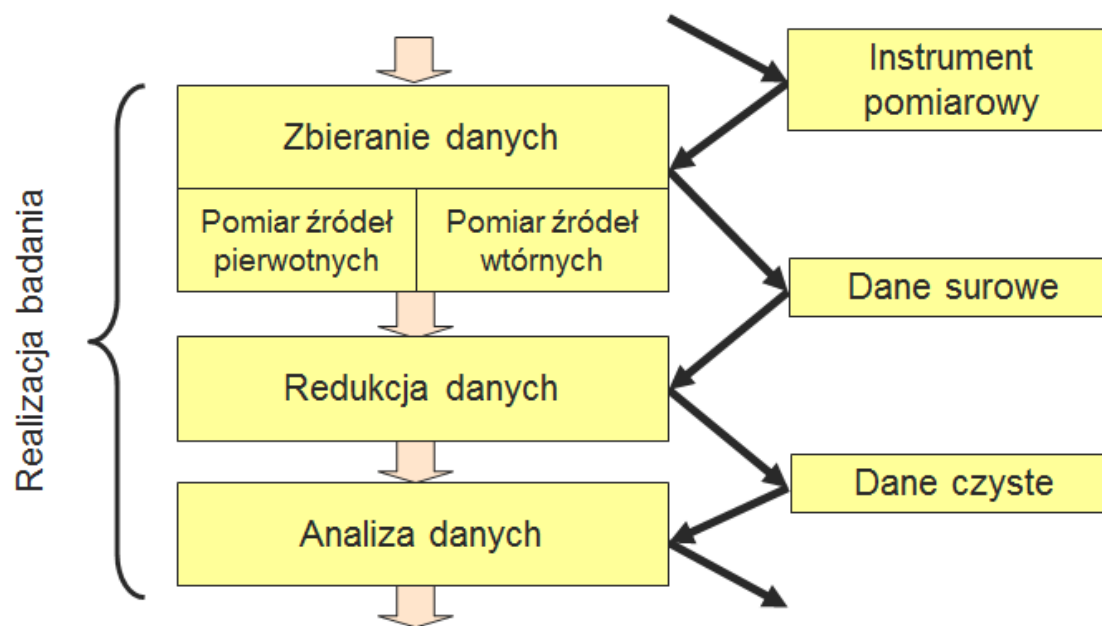 Realizacja badania
Zbieranie danych
Pomiar źródeł
pierwotnych
Pomiar źródeł
wtórnych
Redukcja danych
Analiza danych
Instrument
pomiarowy
Dane surowe
Dane czyste